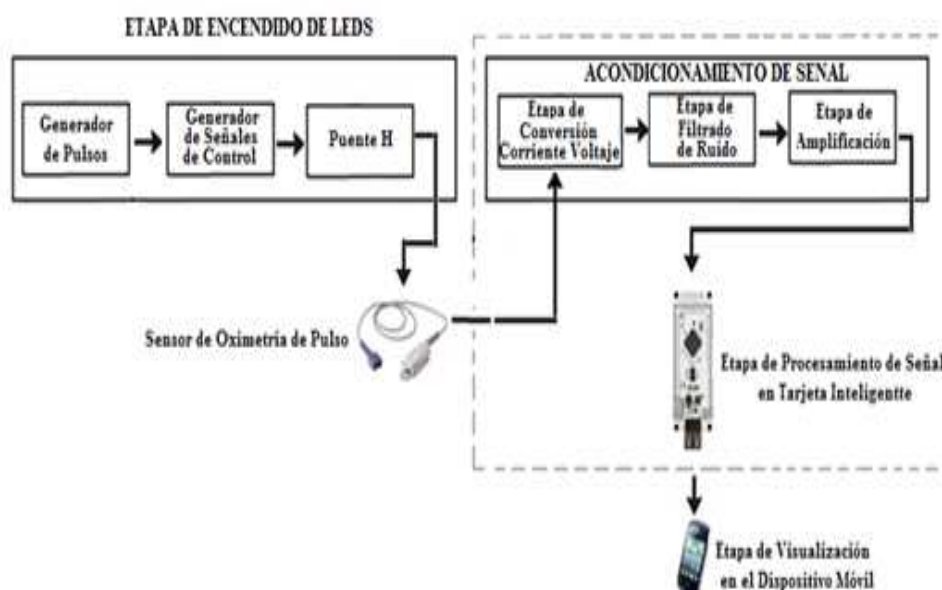 ETAPA DE ENCENDIDO DE LEDS
Generador
de Pulsos
Generador
de Señales
de Control
Puente H
ACONDICIONAMIENTO DE SEÑAL
Etapa de
Conversión
Corriente Voltaje
Etapa de
Filtrado
de Ruido
Etapa de
Amplificación
Sensor de Oximetría de Pulso
Etapa de Procesamiento de Señal
en Tarjeta Inteligentte
Etapa de Visualización
en el Dispositivo Móvil